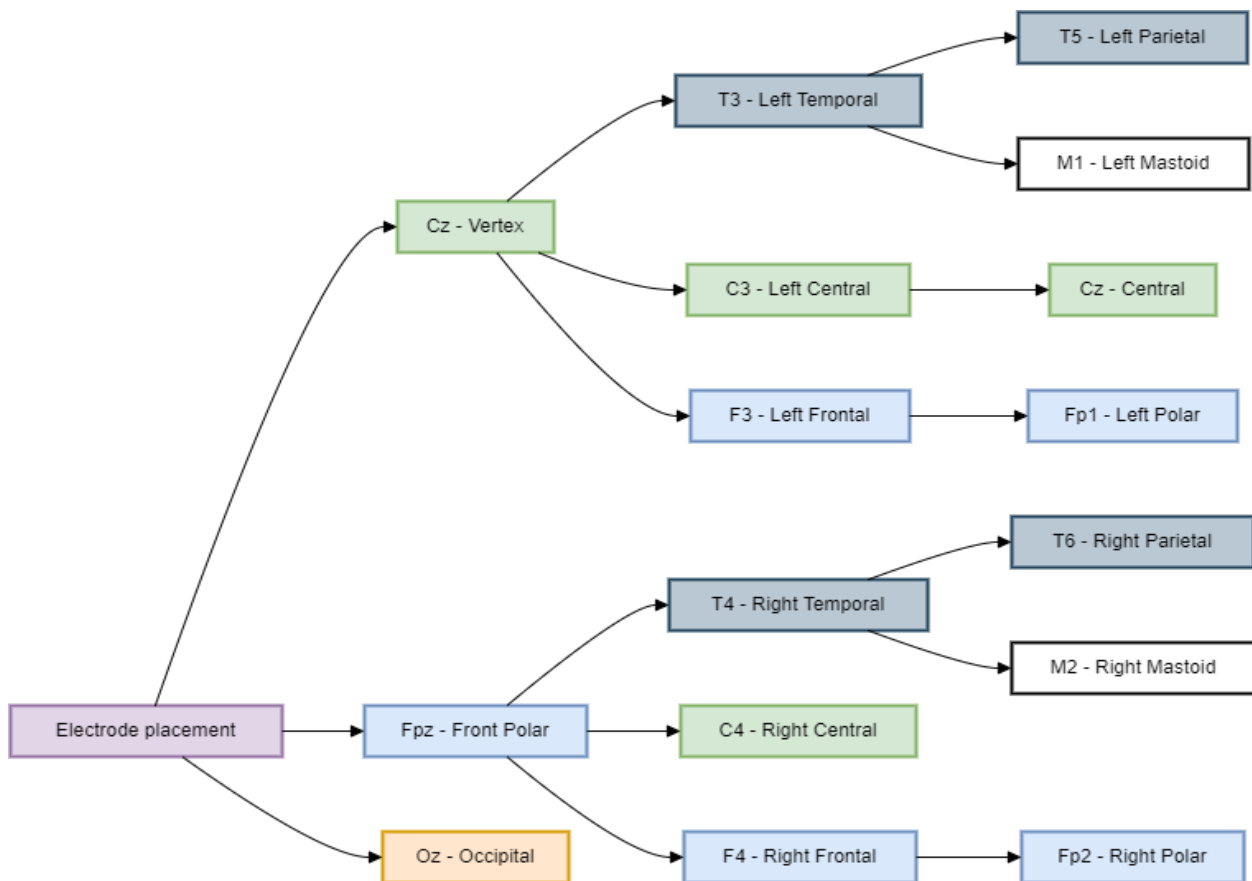 T5 - Left Parietal
T3 - Left Temporal
M1 - Left Mastoid
Cz - Vertex
C3 - Left Central
Cz - Central
F3 - Left Frontal
Fp1 - Left Polar
T6 - Right Parietal
T4 - Right Temporal
M2 - Right Mastoid
Electrode placement
Fpz - Front Polar
C4 - Right Central
Oz - Occipital
F4 - Right Frontal
Fp2 - Right Polar